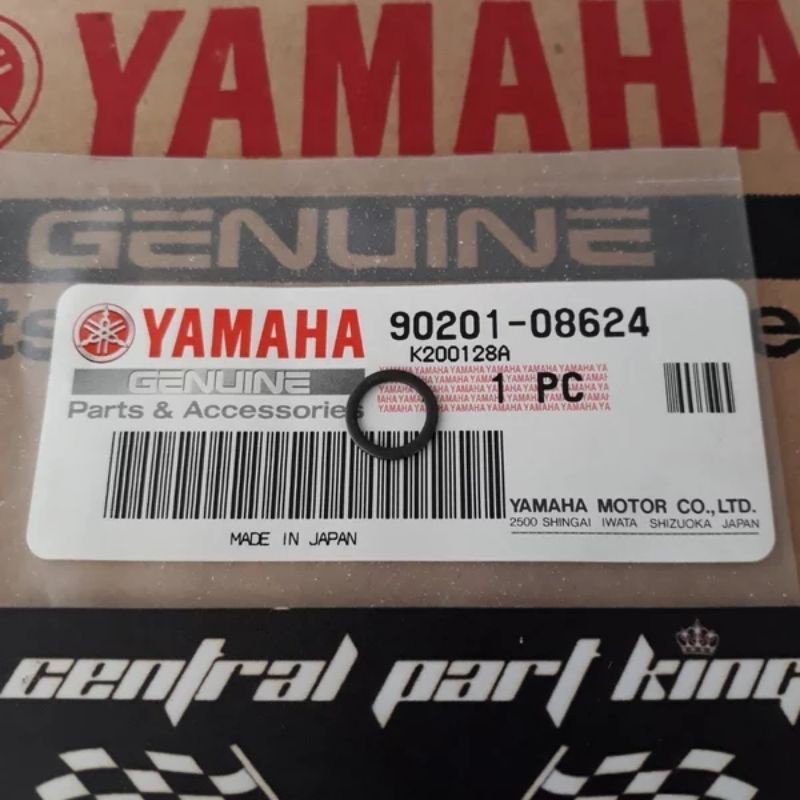 YAMAHA
GENUINE
YAMAHA 90201-08624
K200128A
GENUINE
Parts & Accessories
1 PC
YAMAHA MOTOR CO.,LTD.
2500 SHINGAI IWATA SHIZUOKA JAPAN
MADE IN JAPAN
central part king